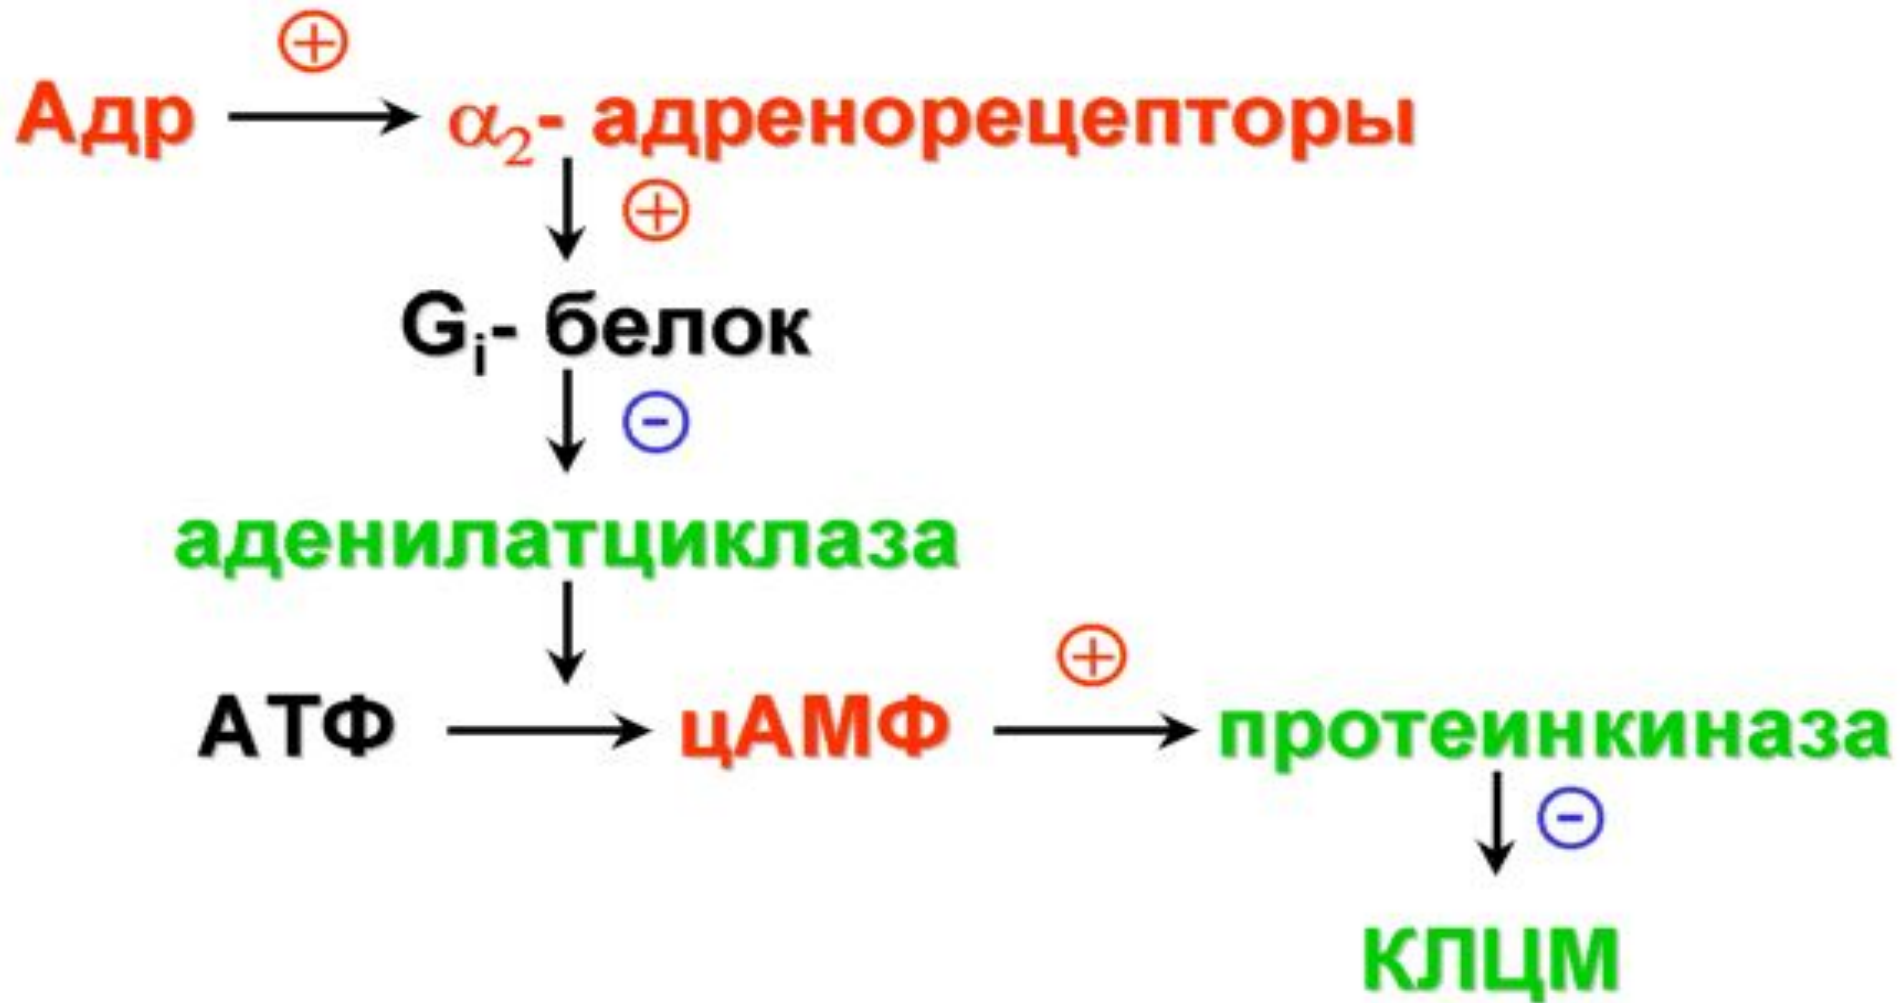 +
Адр α₂- адренорецепторы
+
Gᵢ- белок
-
аденилатциклаза
+
АТФ цАМФ протеинкиназа
-
КЛЦМ